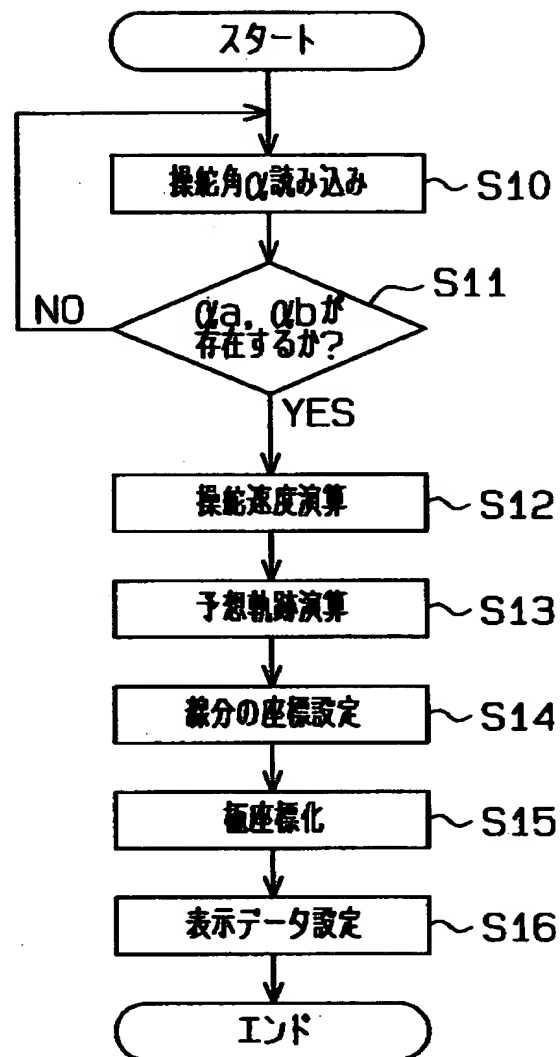 スタート
操舵角α読み込み
S10
S11
NO
αa, αbが
存在するか?
YES
操舵速度演算
S12
予想軌跡演算
S13
線分の座標設定
S14
極座標化
S15
表示データ設定
S16
エンド